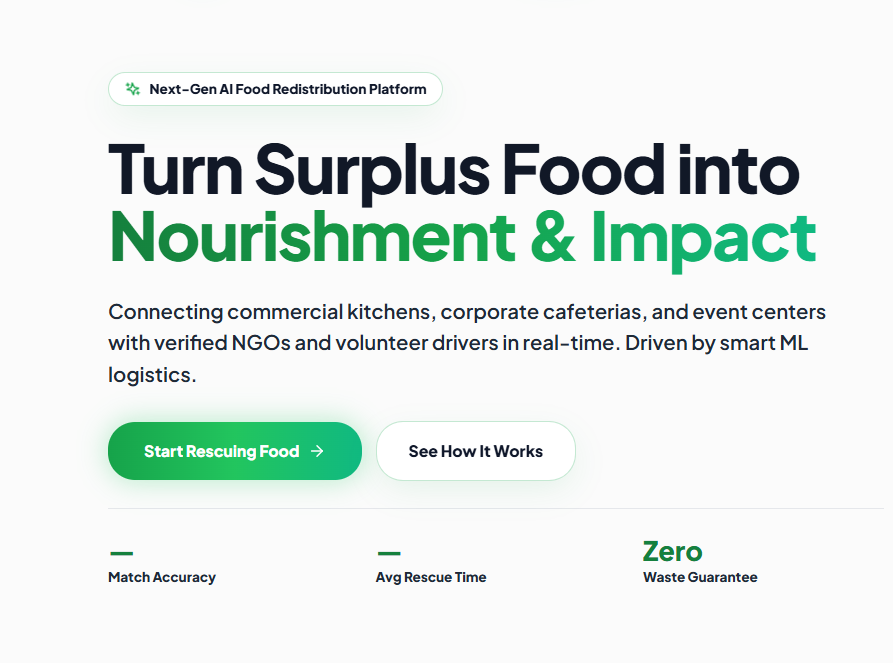 Next-Gen AI Food Redistribution Platform
Turn Surplus Food into
Nourishment & Impact
Connecting commercial kitchens, corporate cafeterias, and event centers
with verified NGOs and volunteer drivers in real-time. Driven by smart ML
logistics.
Start Rescuing Food →
See How It Works
— — Zero
Match Accuracy Avg Rescue Time Waste Guarantee